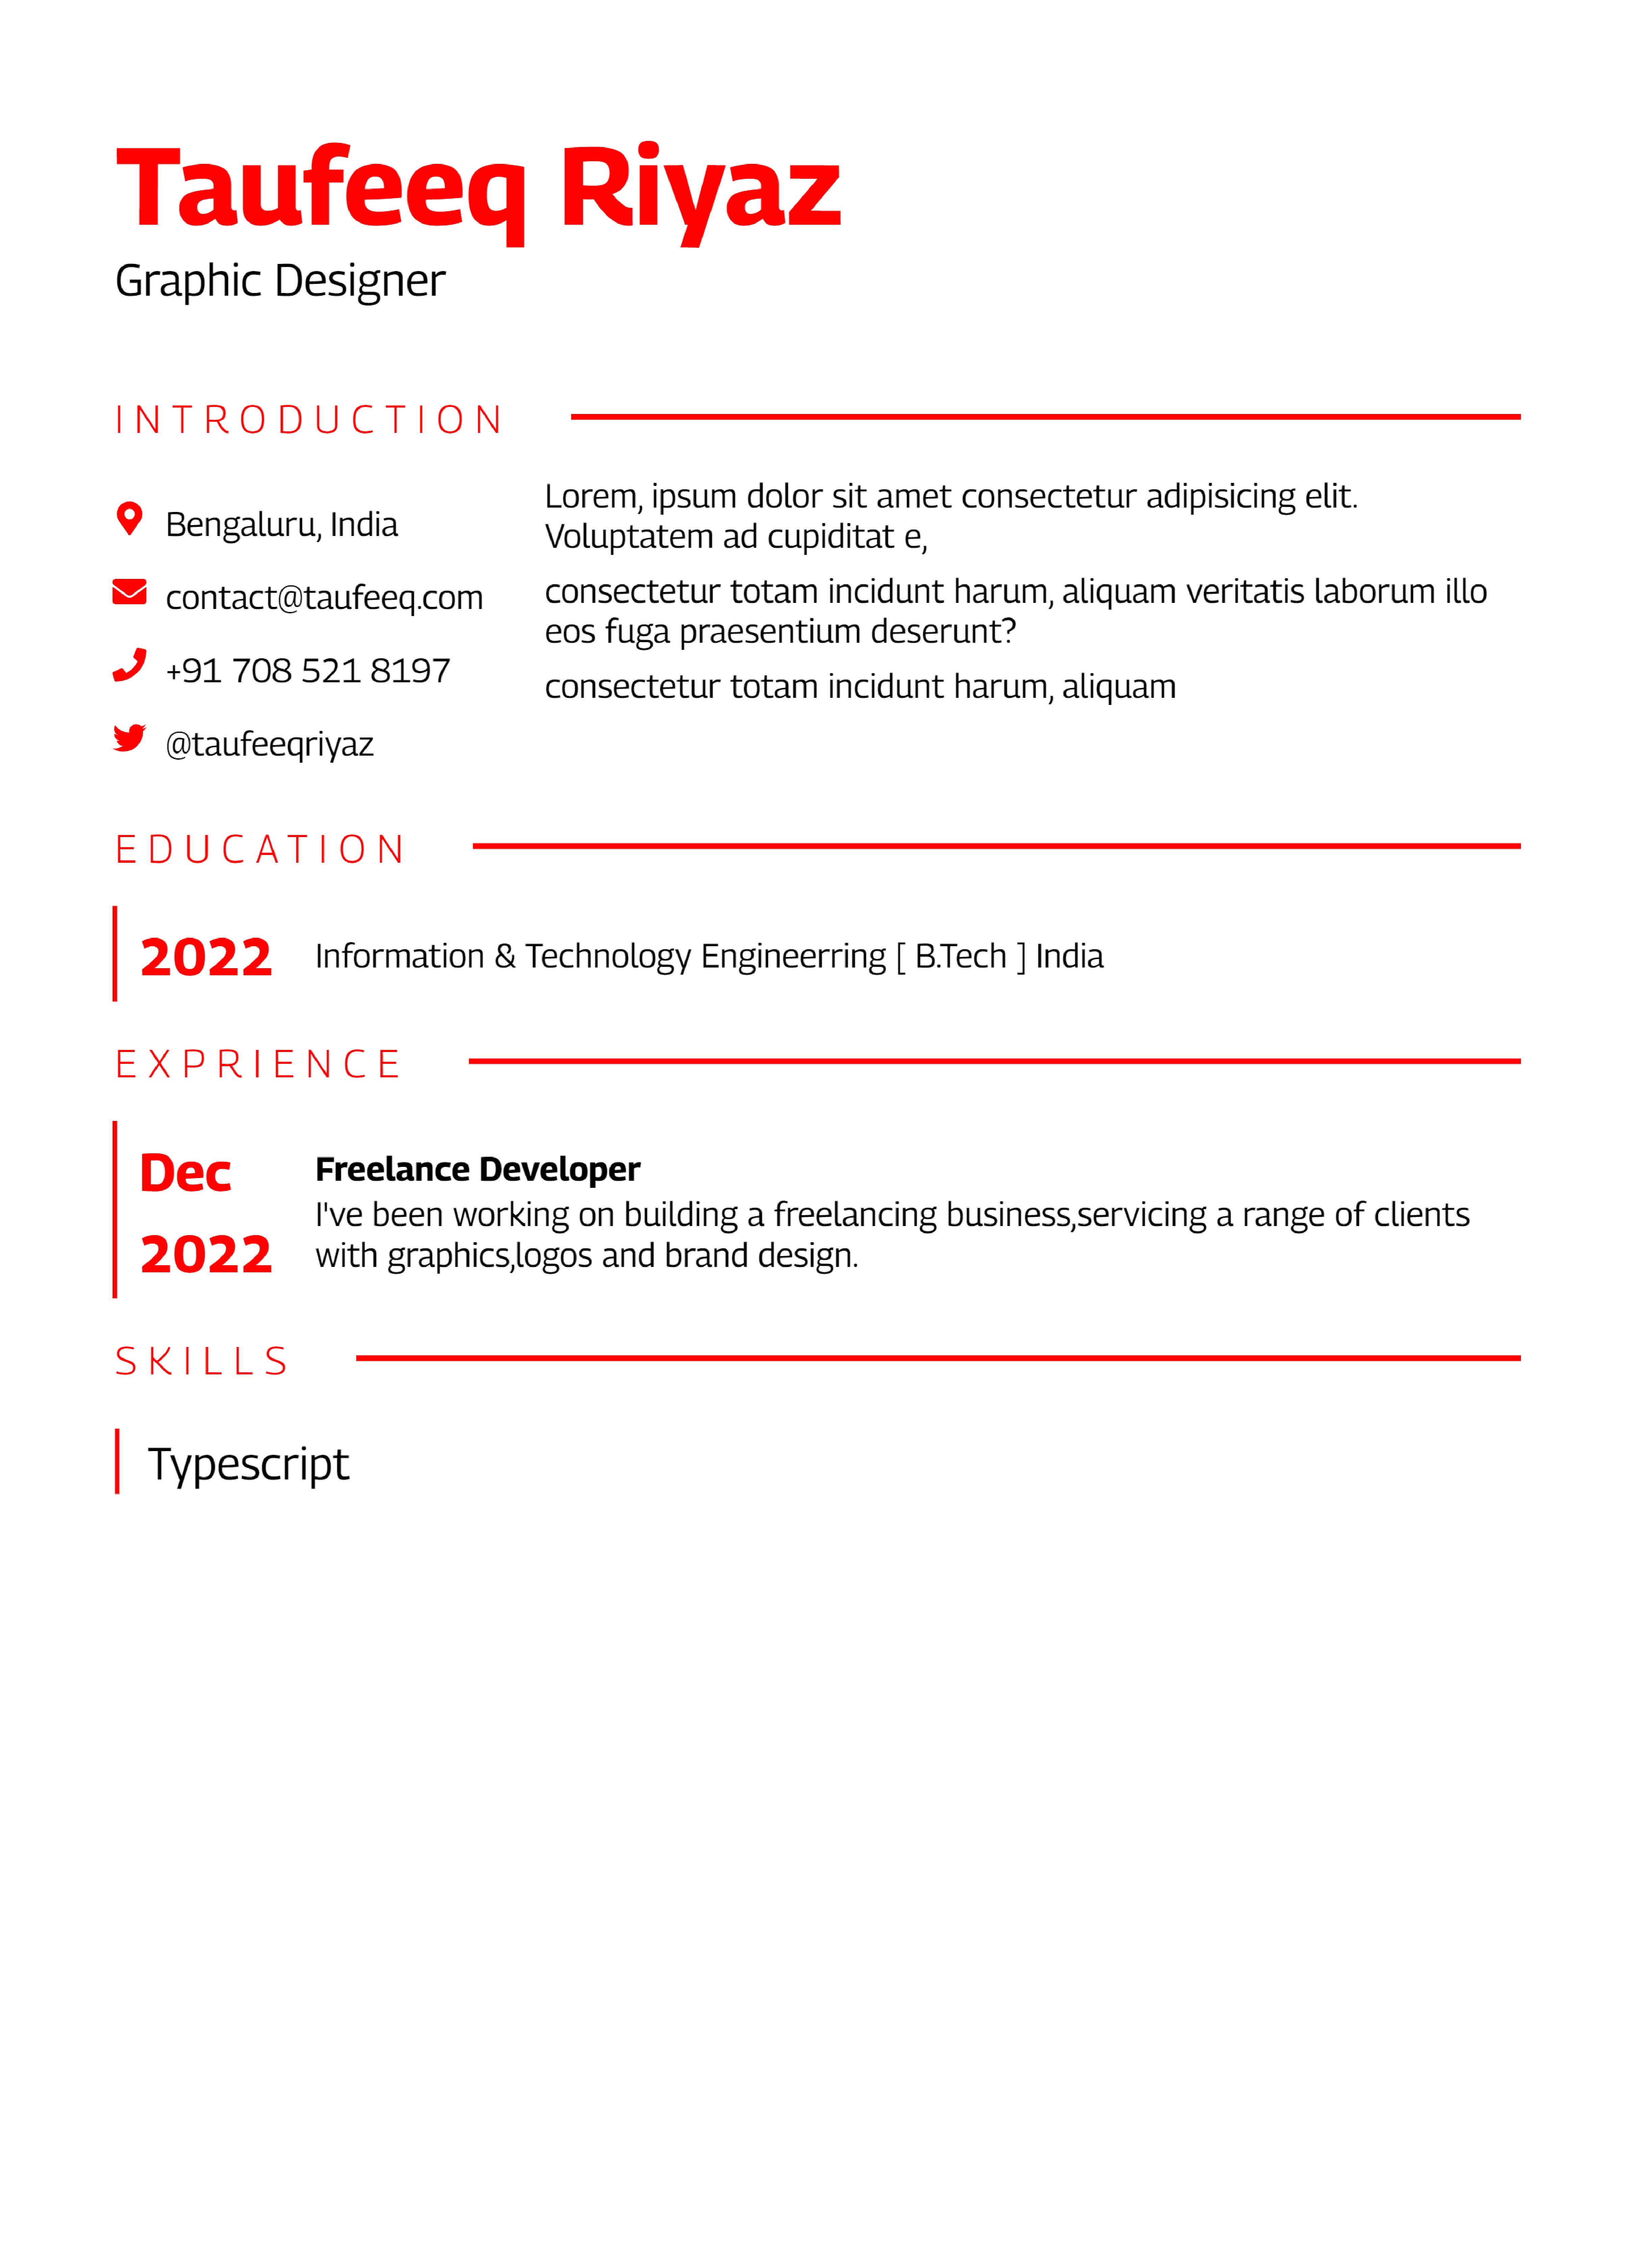 Taufeeq Riyaz
Graphic Designer
INTRODUCTION
Bengaluru, India
contact@taufeeq.com
+91 708 521 8197
@taufeeqriyaz
Lorem, ipsum dolor sit amet consectetur adipisicing elit.
Voluptatem ad cupiditat e,
consectetur totam incidunt harum, aliquam veritatis laborum illo
eos fuga praesentium deserunt?
consectetur totam incidunt harum, aliquam
EDUCATION
2022 Information & Technology Engineerring [ B.Tech ] India
EXPRIENCE
Dec
2022
Freelance Developer
I've been working on building a freelancing business,servicing a range of clients
with graphics,logos and brand design.
SKILLS
Typescript